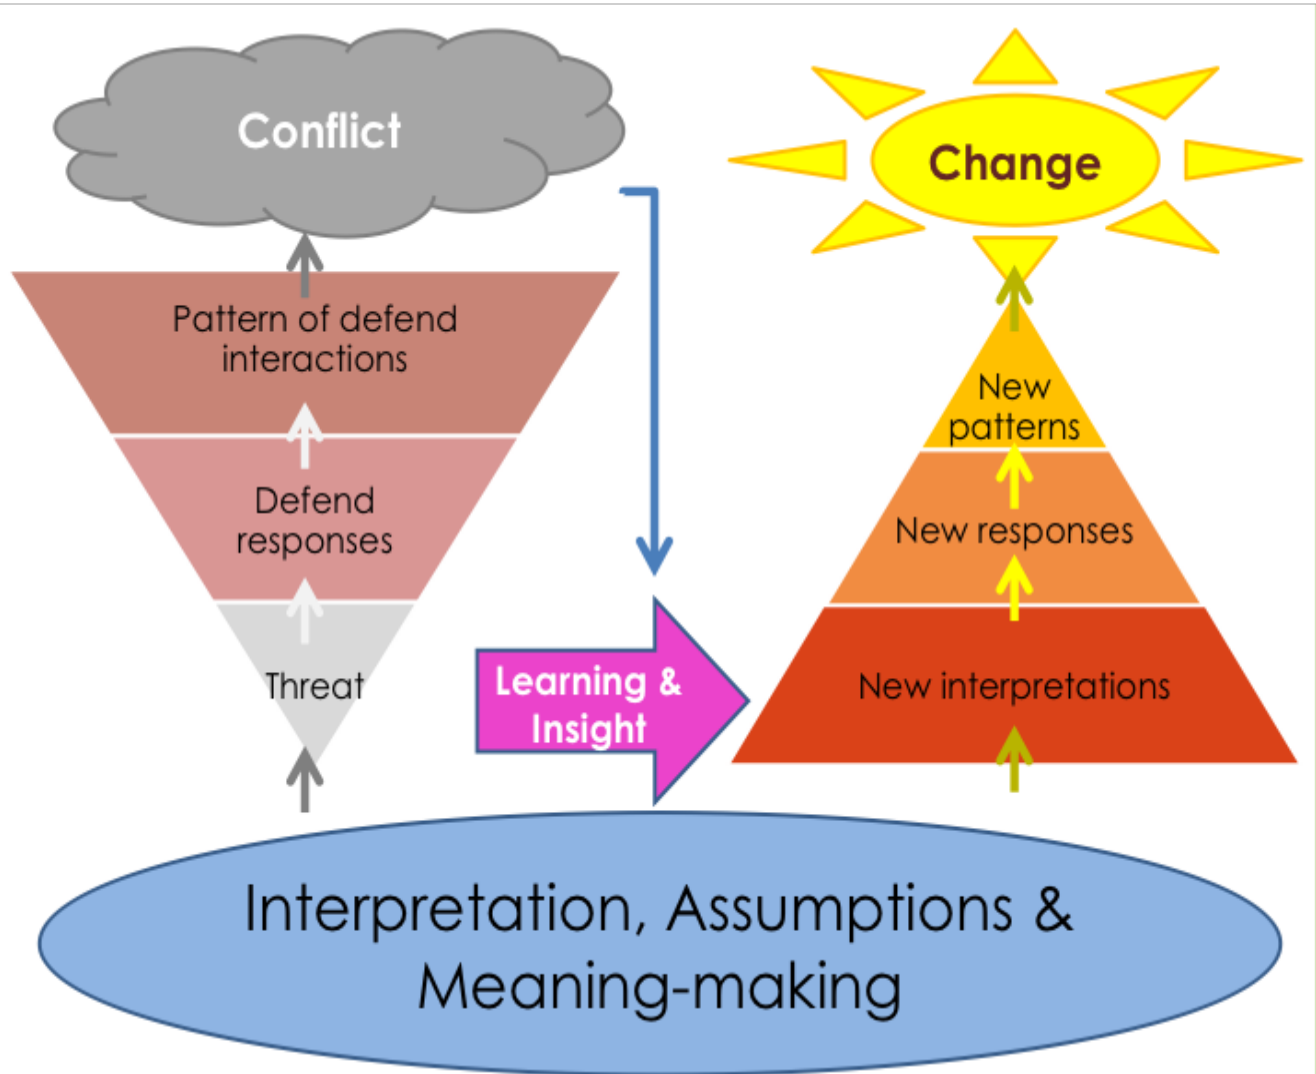 Conflict
Pattern of defend
interactions
Defend
responses
Threat
Learning &
Insight
Change
New
patterns
New responses
New interpretations
Interpretation, Assumptions &
Meaning-making